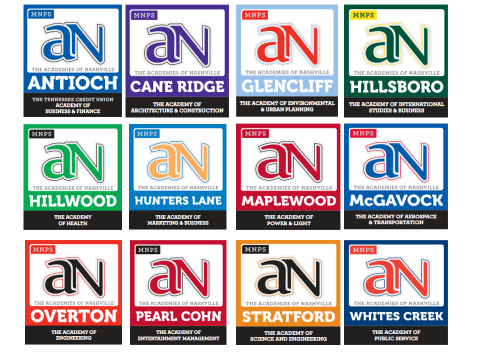 MNPS
aN
THE ACADEMIES OF NASHVILLE
ANTIOCH
THE TENNESSEE CREDIT UNION
ACADEMY OF
BUSINESS & FINANCE
MNPS
aN
THE ACADEMIES OF NASHVILLE
CANE RIDGE
THE ACADEMY OF
ARCHITECTURE & CONSTRUCTION
MNPS
aN
THE ACADEMIES OF NASHVILLE
GLENCLIFF
THE ACADEMY OF ENVIRONMENTAL
& URBAN PLANNING
MNPS
aN
THE ACADEMIES OF NASHVILLE
HILLSBORO
THE ACADEMY OF INTERNATIONAL
STUDIES & BUSINESS
MNPS
aN
THE ACADEMIES OF NASHVILLE
HILLWOOD
THE ACADEMY
OF HEALTH
MNPS
aN
THE ACADEMIES OF NASHVILLE
HUNTERS LANE
THE ACADEMY OF
MARKETING & BUSINESS
MNPS
aN
THE ACADEMIES OF NASHVILLE
MAPLEWOOD
THE ACADEMY OF
POWER & LIGHT
MNPS
aN
THE ACADEMIES OF NASHVILLE
McGAVOCK
THE ACADEMY OF AEROSPACE
& TRANSPORTATION
MNPS
aN
THE ACADEMIES OF NASHVILLE
OVERTON
THE ACADEMY OF
ENGINEERING
MNPS
aN
THE ACADEMIES OF NASHVILLE
PEARL COHN
THE ACADEMY OF
ENTERTAINMENT MANAGEMENT
MNPS
aN
THE ACADEMIES OF NASHVILLE
STRATFORD
THE ACADEMY OF
SCIENCE AND ENGINEERING
MNPS
aN
THE ACADEMIES OF NASHVILLE
WHITES CREEK
THE ACADEMY OF
PUBLIC SERVICE